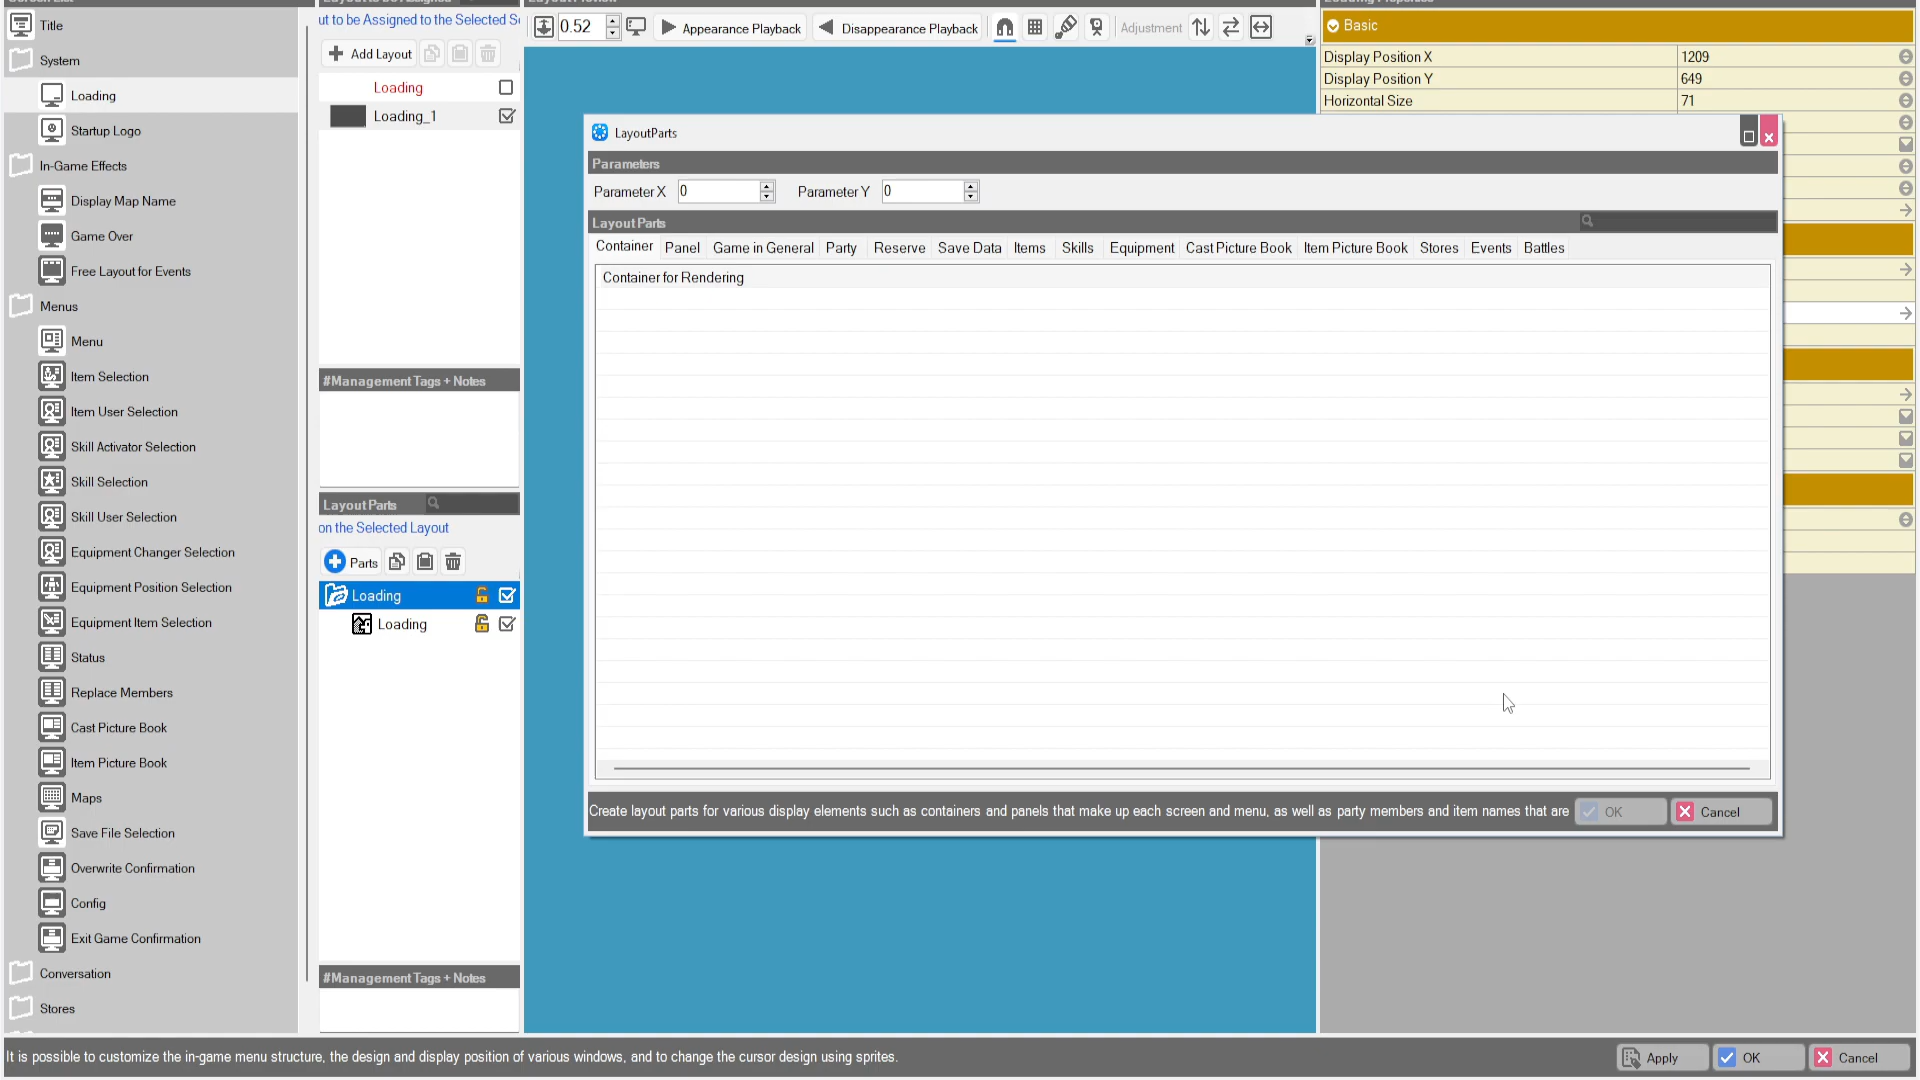 Title
System
Loading
Startup Logo
In-Game Effects
Display Map Name
Game Over
Free Layout for Events
Menus
Menu
Item Selection
Item User Selection
Skill Activator Selection
Skill Selection
Skill User Selection
Equipment Changer Selection
Equipment Position Selection
Equipment Item Selection
Status
Replace Members
Cast Picture Book
Item Picture Book
Maps
Save File Selection
Overwrite Confirmation
Config
Exit Game Confirmation
Conversation
Stores
ut to be Assigned to the Selected S
Add Layout
Loading
Loading_1
#Management Tags + Notes
Layout Parts
on the Selected Layout
Parts
Loading
Loading
#Management Tags + Notes
0.52
Appearance Playback
Disappearance Playback
Adjustment
Basic
Display Position X 1209
Display Position Y 649
Horizontal Size 71
LayoutParts
Parameters
Parameter X 0 Parameter Y 0
Layout Parts
Container Panel Game in General Party Reserve Save Data Items Skills Equipment Cast Picture Book Item Picture Book Stores Events Battles
Container for Rendering
Create layout parts for various display elements such as containers and panels that make up each screen and menu, as well as party members and item names that are
OK
Cancel
It is possible to customize the in-game menu structure, the design and display position of various windows, and to change the cursor design using sprites.
Apply
OK
Cancel